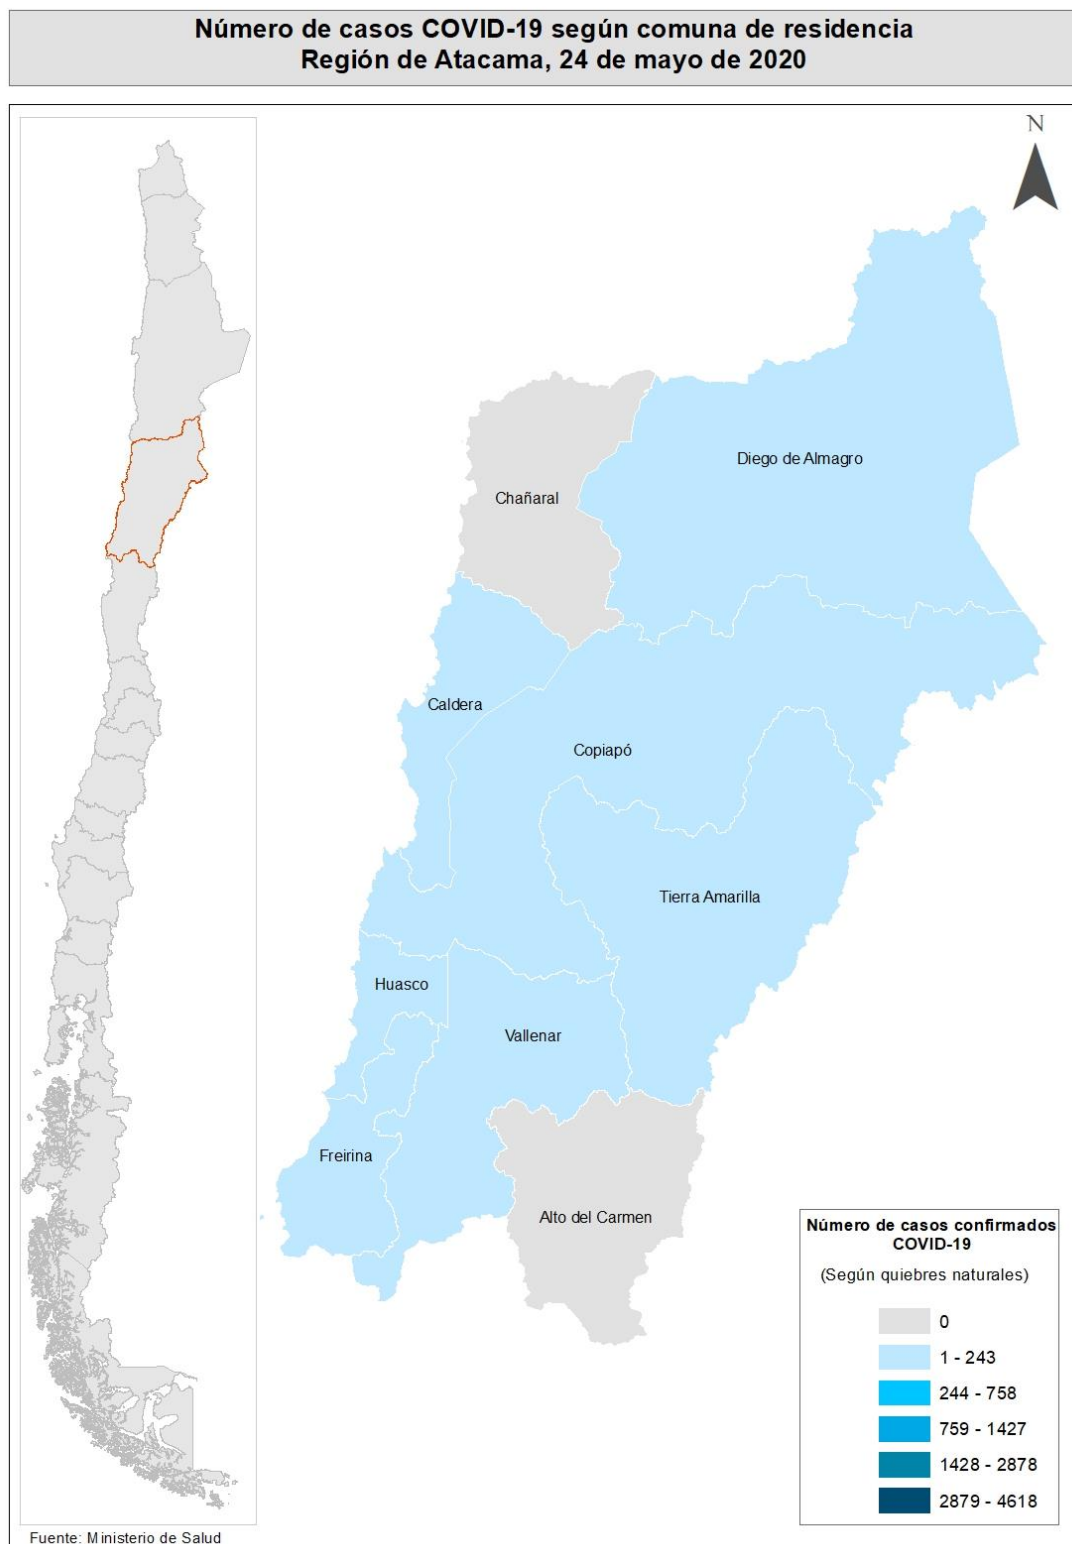 Número de casos COVID-19 según comuna de residencia
Región de Atacama, 24 de mayo de 2020
N
Diego de Almagro
Chañaral
Caldera
Copiapó
Tierra Amarilla
Huasco
Vallenar
Freirina
Alto del Carmen
Número de casos confirmados
COVID-19
(Según quiebres naturales)
0
1 - 243
244 - 758
759 - 1427
1428 - 2878
2879 - 4618
Fuente: Ministerio de Salud